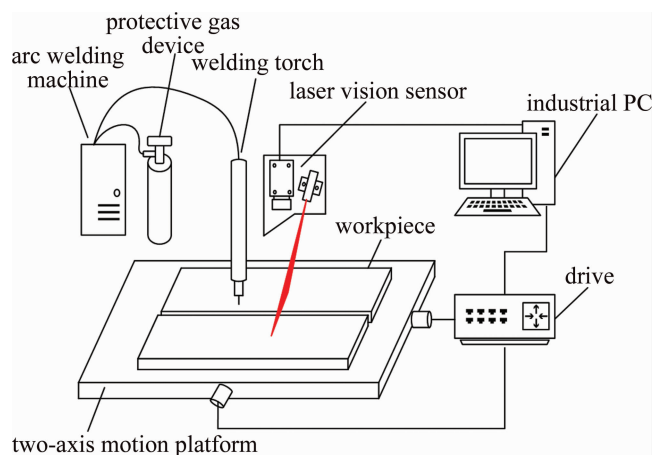 protective gas
device
arc welding
machine
welding torch
laser vision sensor
industrial PC
workpiece
drive
two-axis motion platform